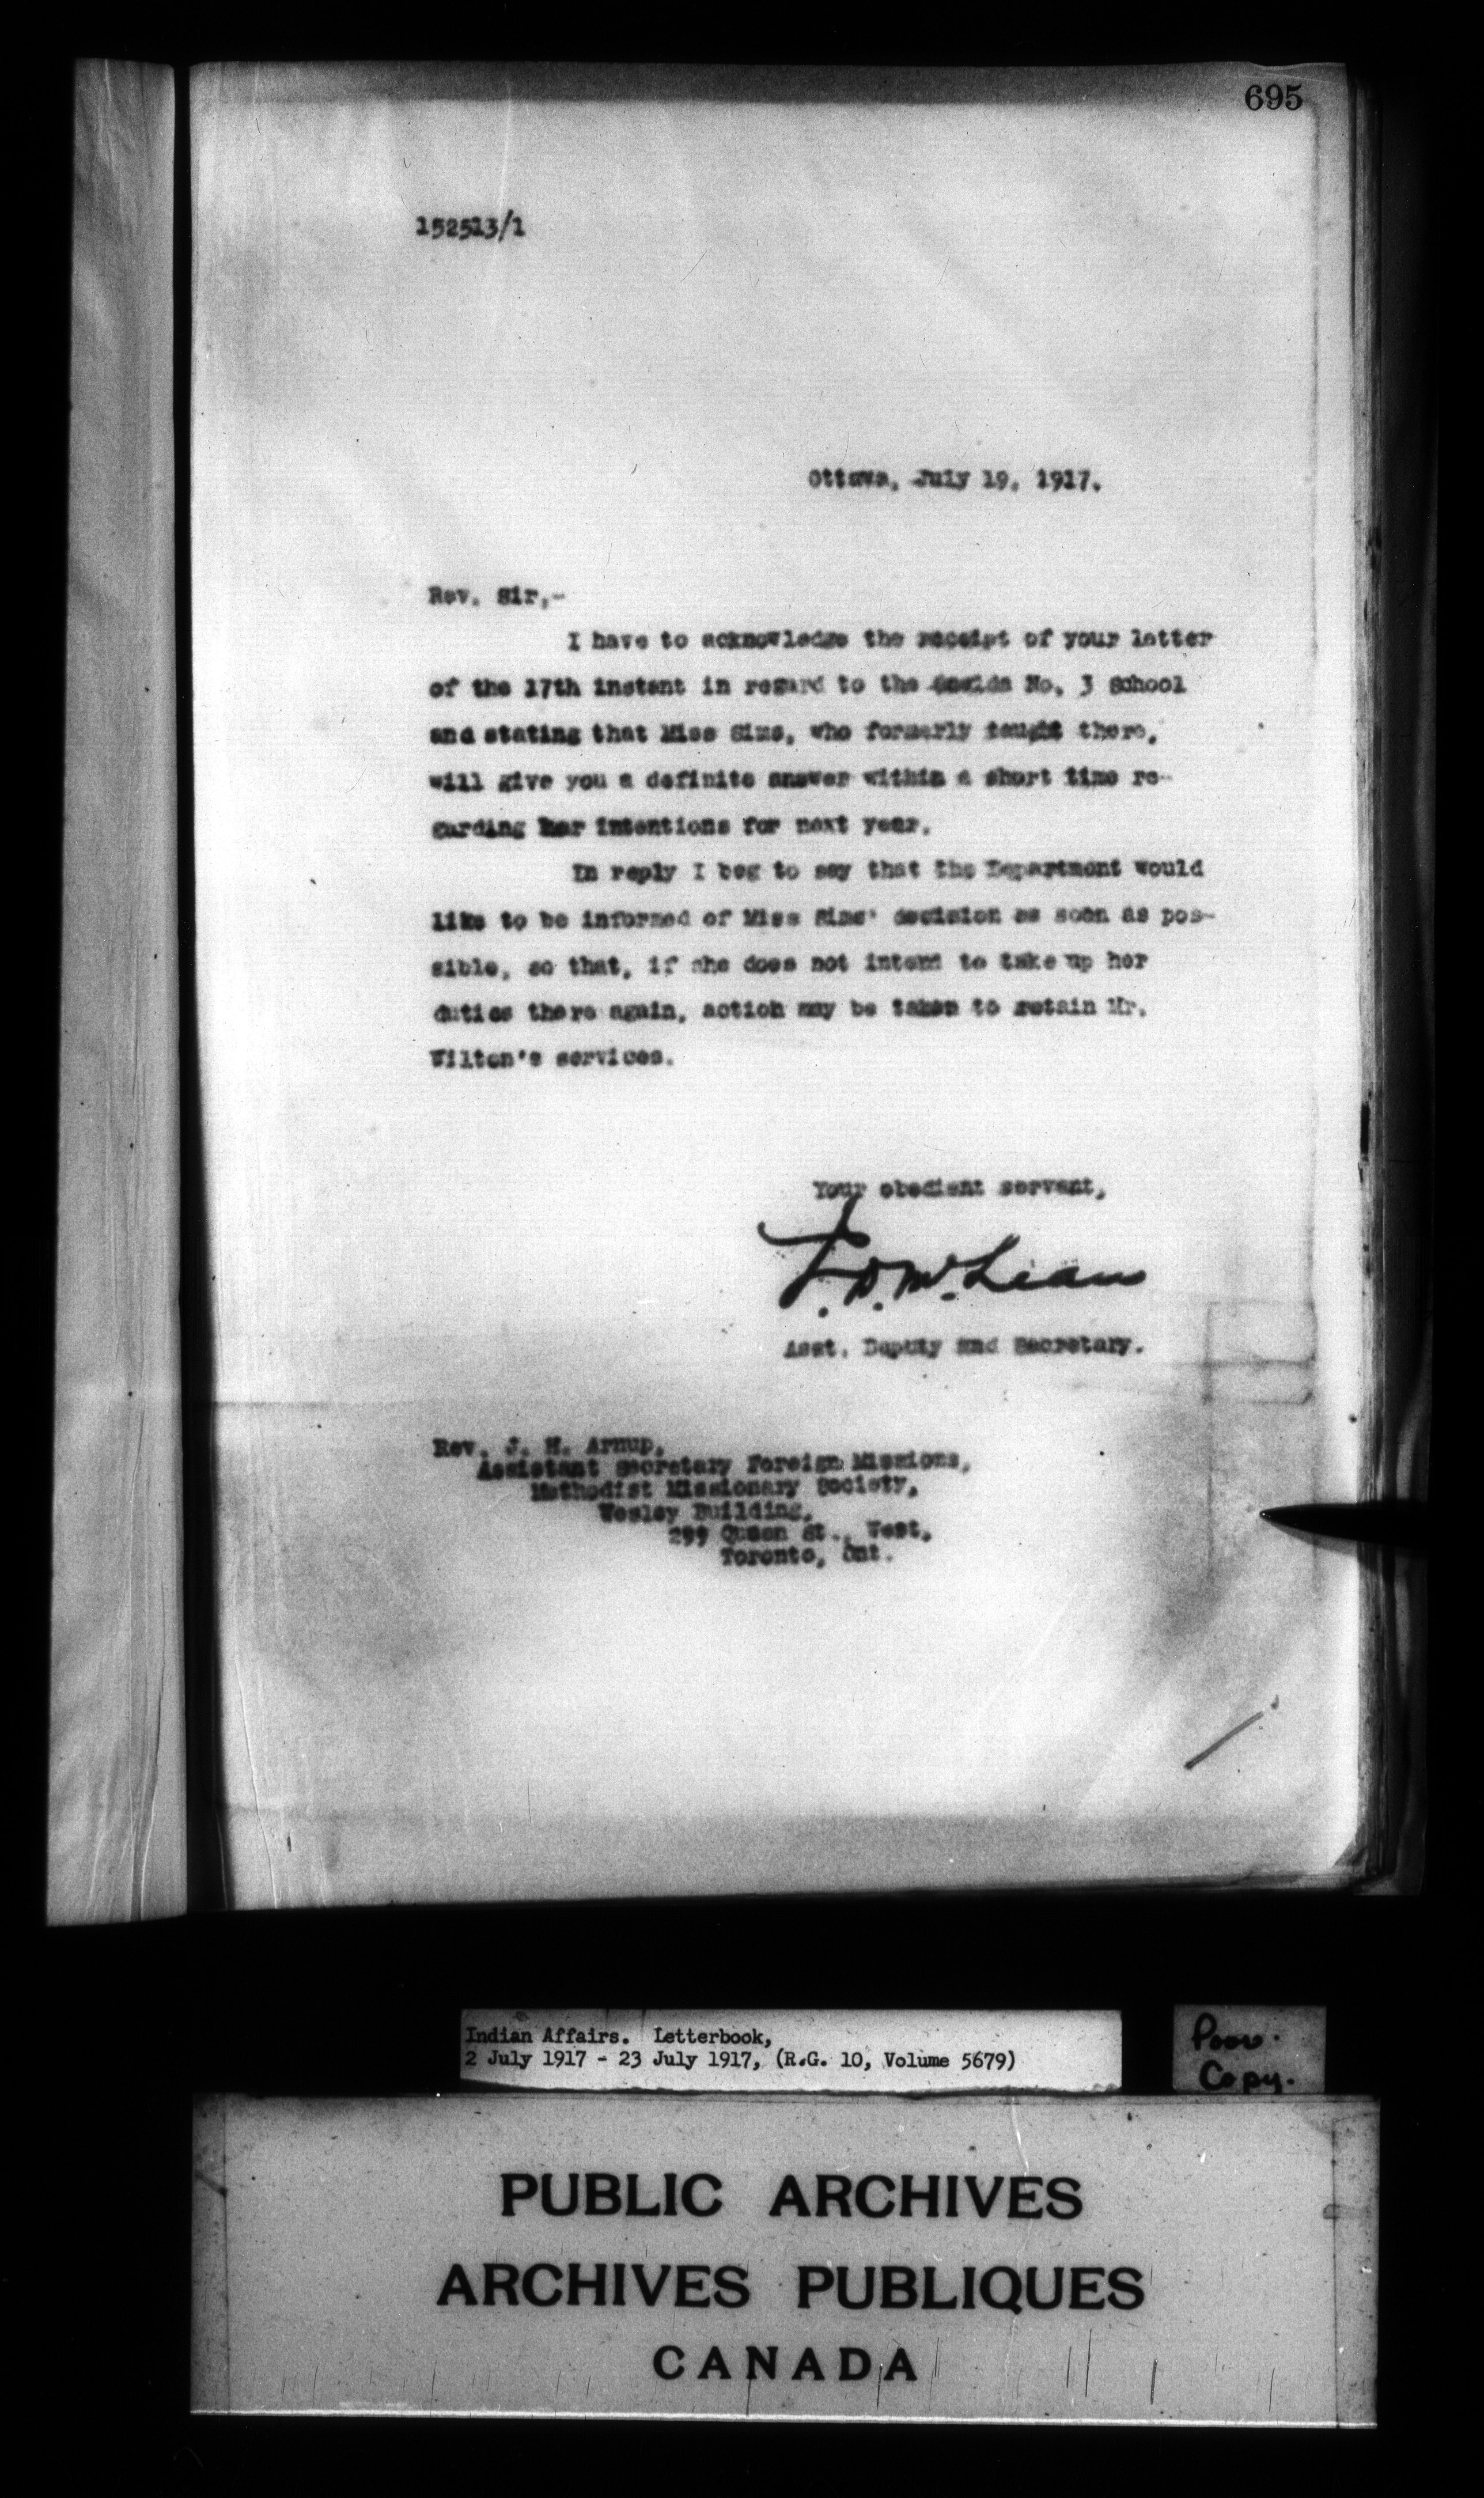 695
152513/1
Ottawa, July 19, 1917.
Rev. Sir,-
I have to acknowledge the receipt of your letter
of the 17th instant in regard to the Oneida No. 3 School
and stating that Miss Sims, who formerly taught there,
will give you a definite answer within a short time re-
garding her intentions for next year.
In reply I beg to say that the Department would
like to be informed of Miss Sims' decision as soon as pos-
sible, so that, if she does not intend to take up her
duties there again, action may be taken to retain Mr.
Wilton's services.
Your obedient servant,
J. D. McLean
Asst. Deputy and Secretary.
Rev. J. H. Arnup,
Assistant Secretary Foreign Missions,
Methodist Missionary Society,
Wesley Building,
299 Queen St., West,
Toronto, Ont.
Indian Affairs. Letterbook,
2 July 1917 - 23 July 1917, (R.G. 10, Volume 5679)
Poor
Copy.
PUBLIC ARCHIVES
ARCHIVES PUBLIQUES
CANADA